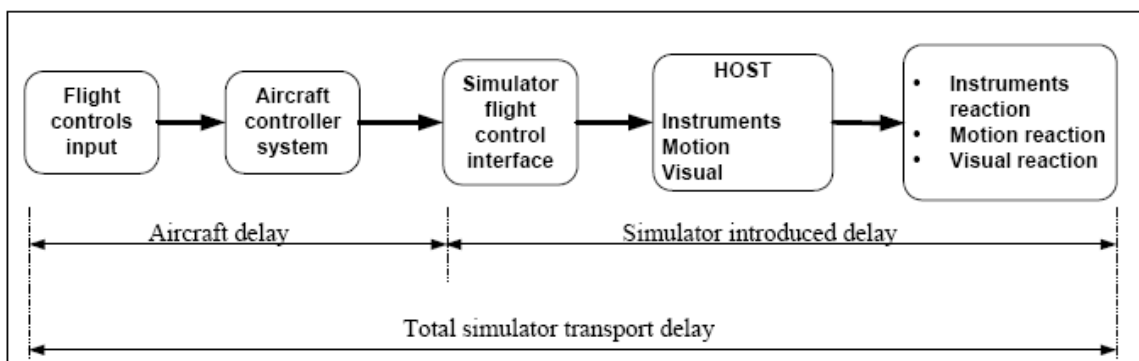 Flight
controls
input
Aircraft
controller
system
Simulator
flight
control
interface
HOST
Instruments
Motion
Visual
• Instruments
reaction
• Motion reaction
• Visual reaction
Aircraft delay
Simulator introduced delay
Total simulator transport delay